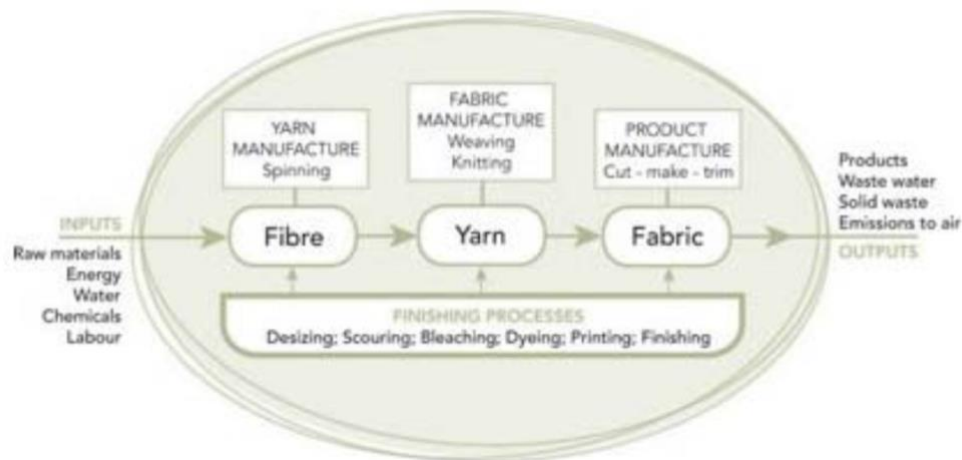 YARN
MANUFACTURE
Spinning
FABRIC
MANUFACTURE
Weaving
Knitting
PRODUCT
MANUFACTURE
Cut - make - trim
INPUTS
Raw materials
Energy
Water
Chemicals
Labour
Fibre
Yarn
Fabric
Products
Waste water
Solid waste
Emissions to air
OUTPUTS
FINISHING PROCESSES
Desizing; Scouring; Bleaching; Dyeing; Printing; Finishing